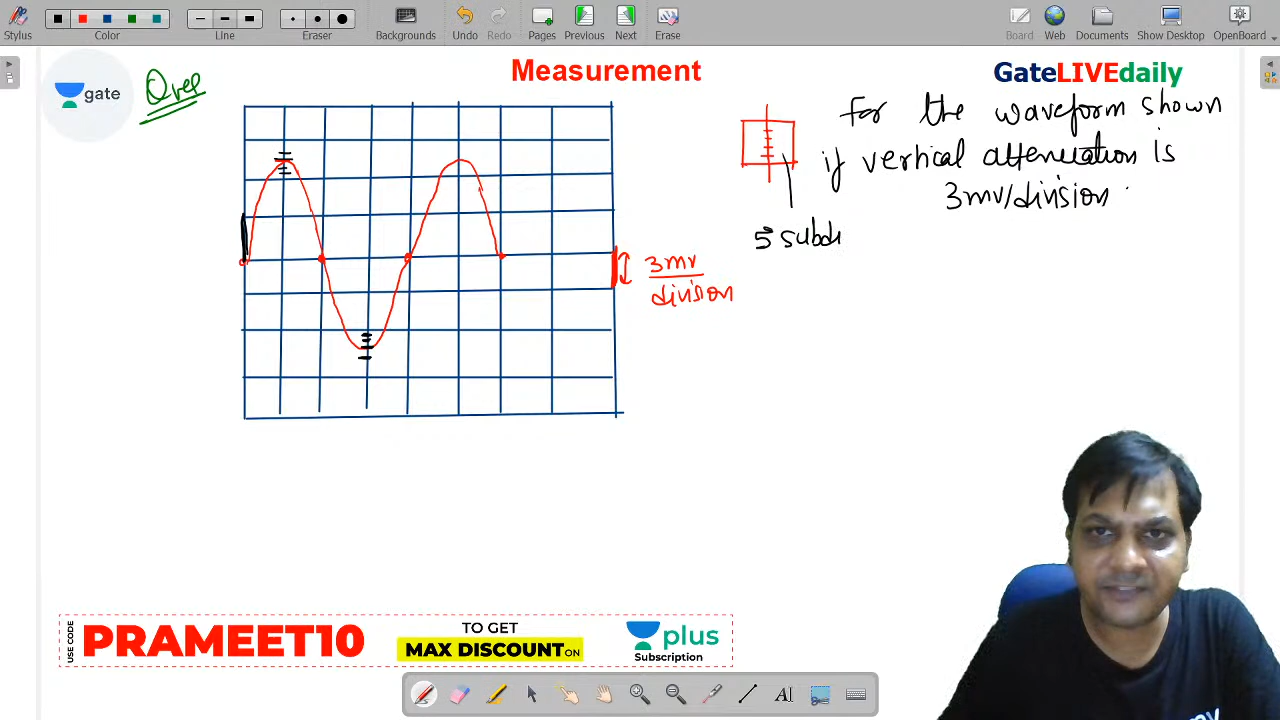 Stylus
Color
Line
Eraser
Backgrounds
Undo
Redo
Pages
Previous
Next
Erase
Board
Web
Documents
Show Desktop
OpenBoard
gate
Measurement
GateLIVEdaily
For the waveform shown
if vertical attenuation is
3mv/division.
5 subdi
3mv
division
USE CODE
PRAMEET10
TO GET
MAX DISCOUNT ON
plus
Subscription